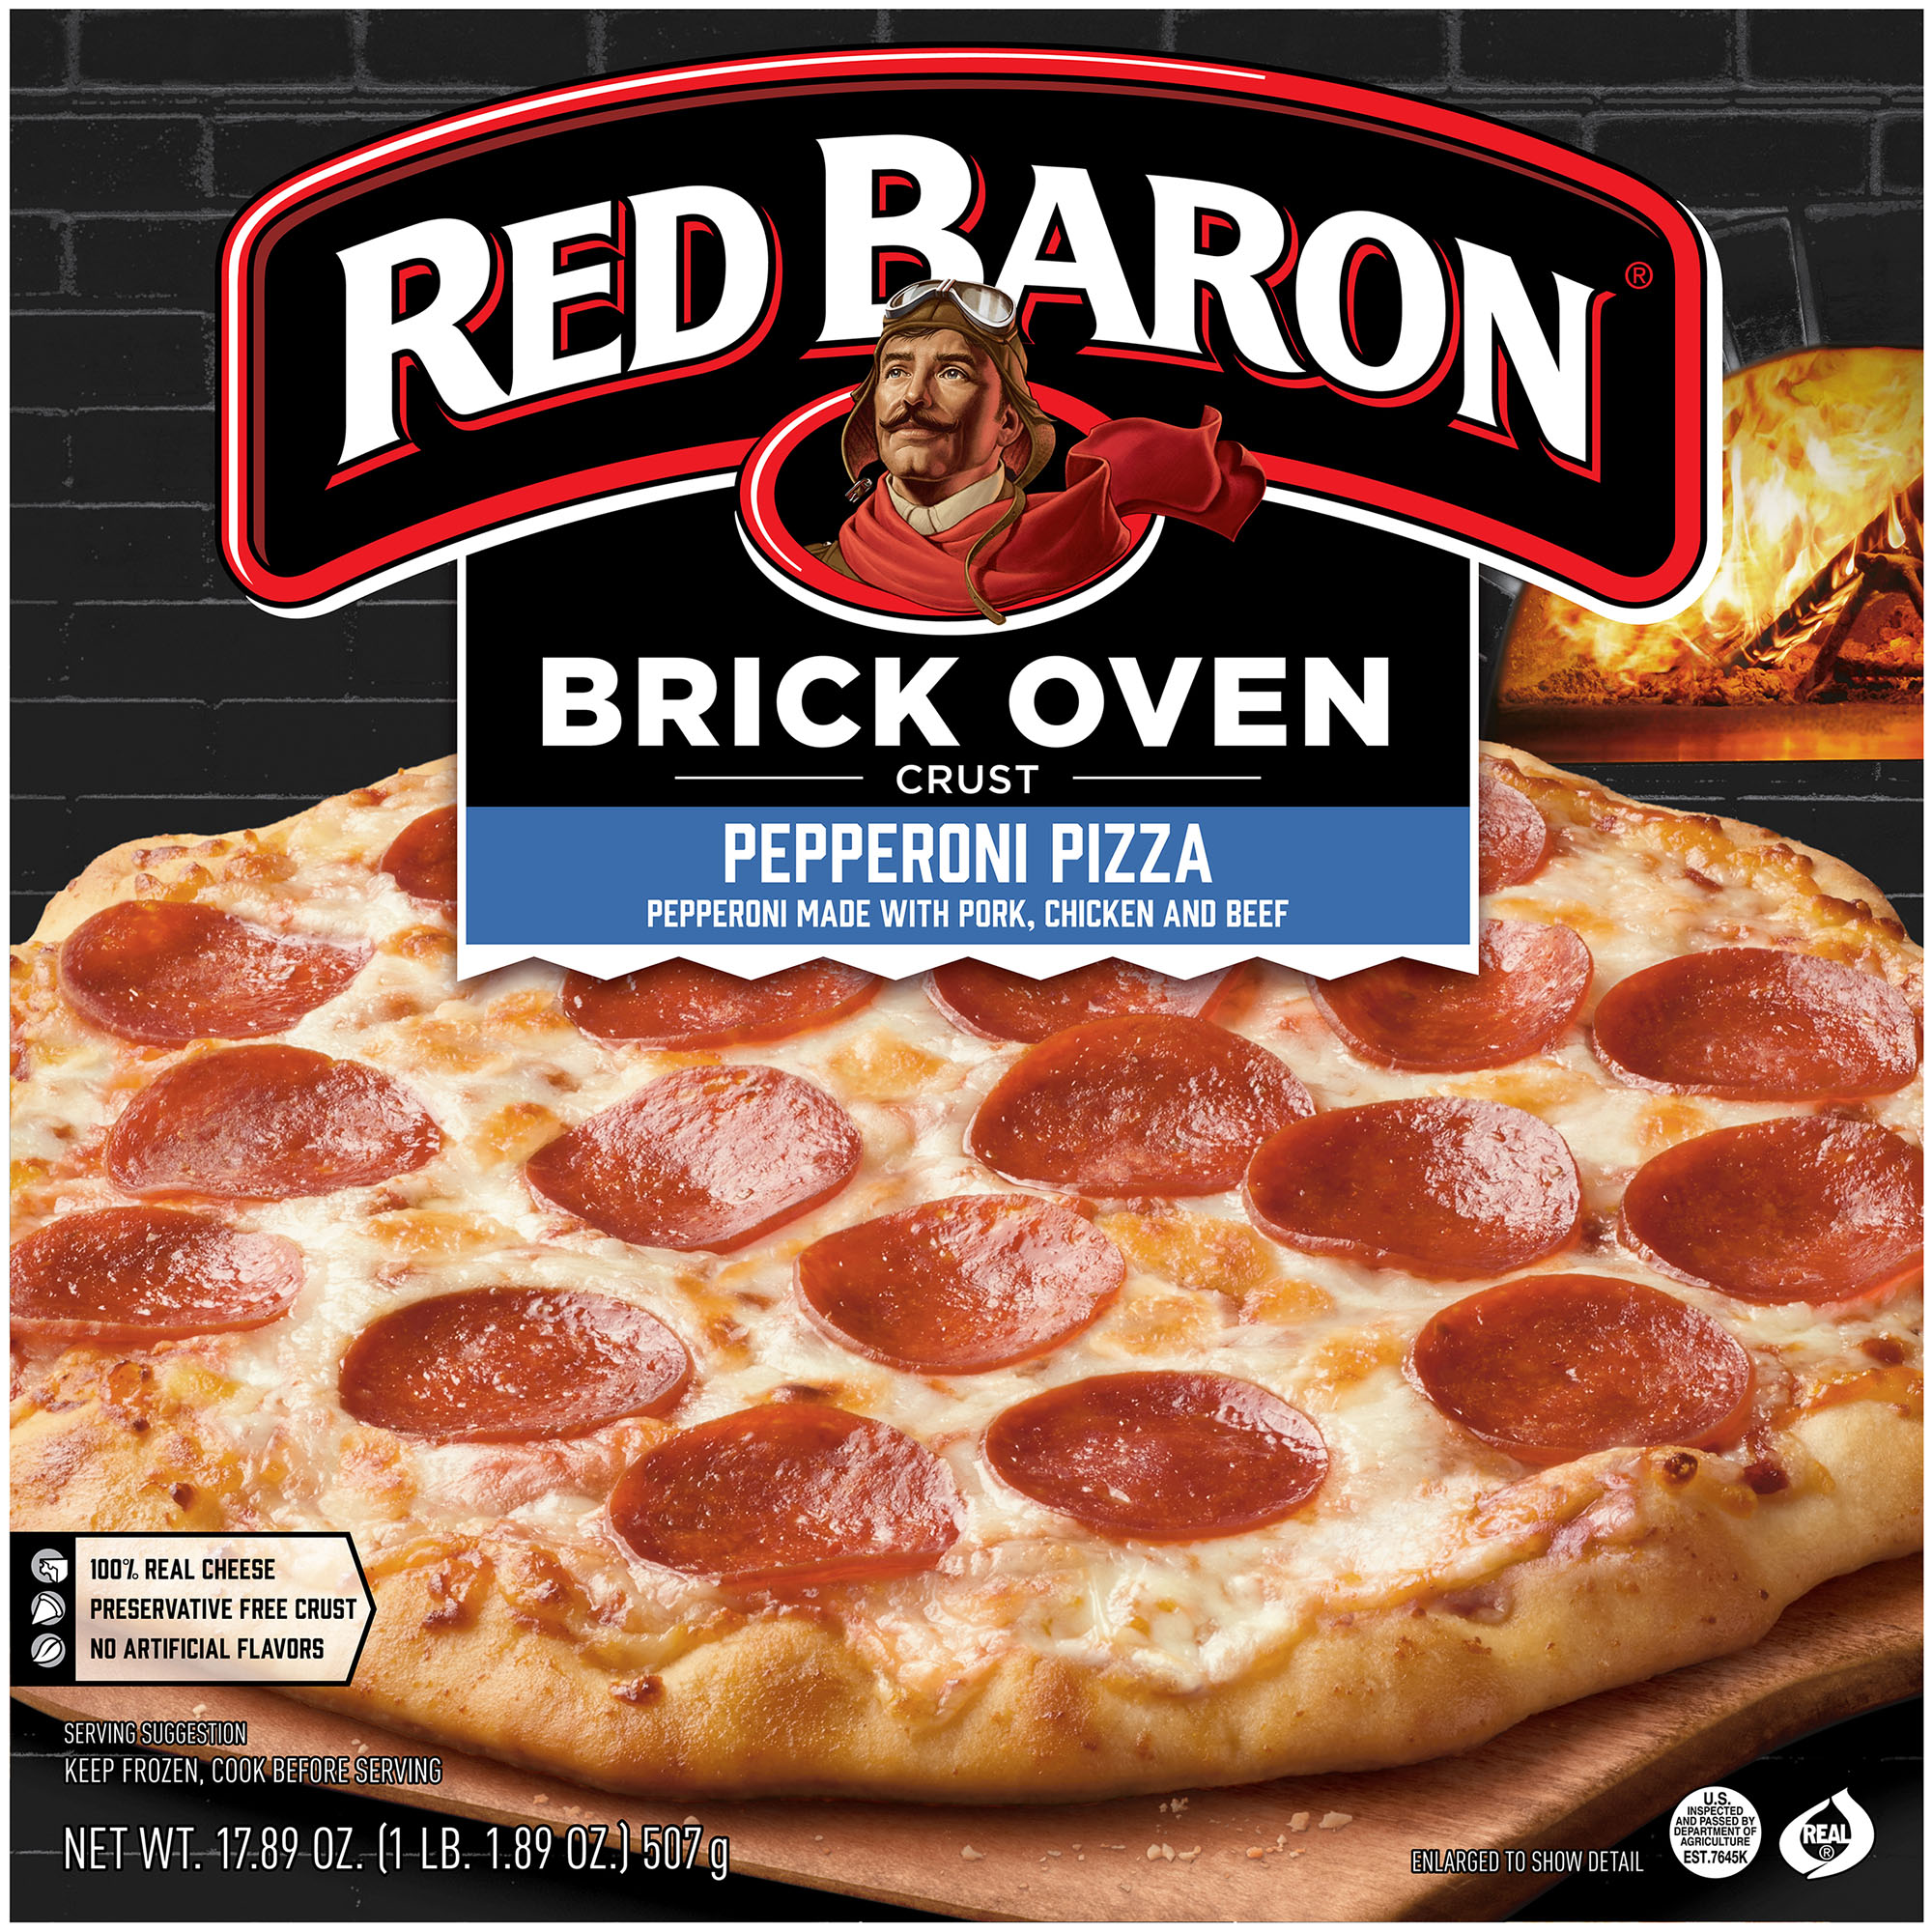 RED BARON®
BRICK OVEN
CRUST
PEPPERONI PIZZA
PEPPERONI MADE WITH PORK, CHICKEN AND BEEF
100% REAL CHEESE
PRESERVATIVE FREE CRUST
NO ARTIFICIAL FLAVORS
SERVING SUGGESTION
KEEP FROZEN, COOK BEFORE SERVING
NET WT. 17.89 OZ. (1 LB. 1.89 OZ.) 507g
ENLARGED TO SHOW DETAIL
U.S.
INSPECTED
AND PASSED BY
DEPARTMENT OF
AGRICULTURE
EST.7645K
REAL
®